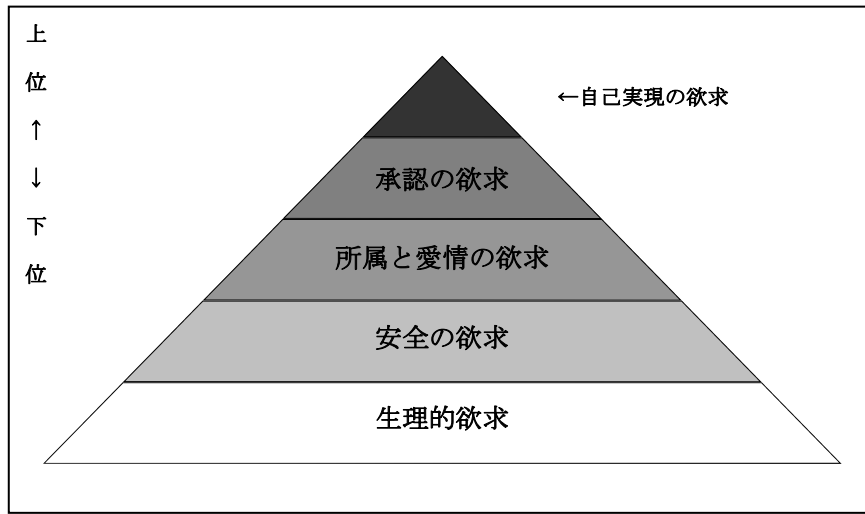 上位↑↓下位
←自己実現の欲求
承認の欲求
所属と愛情の欲求
安全の欲求
生理的欲求